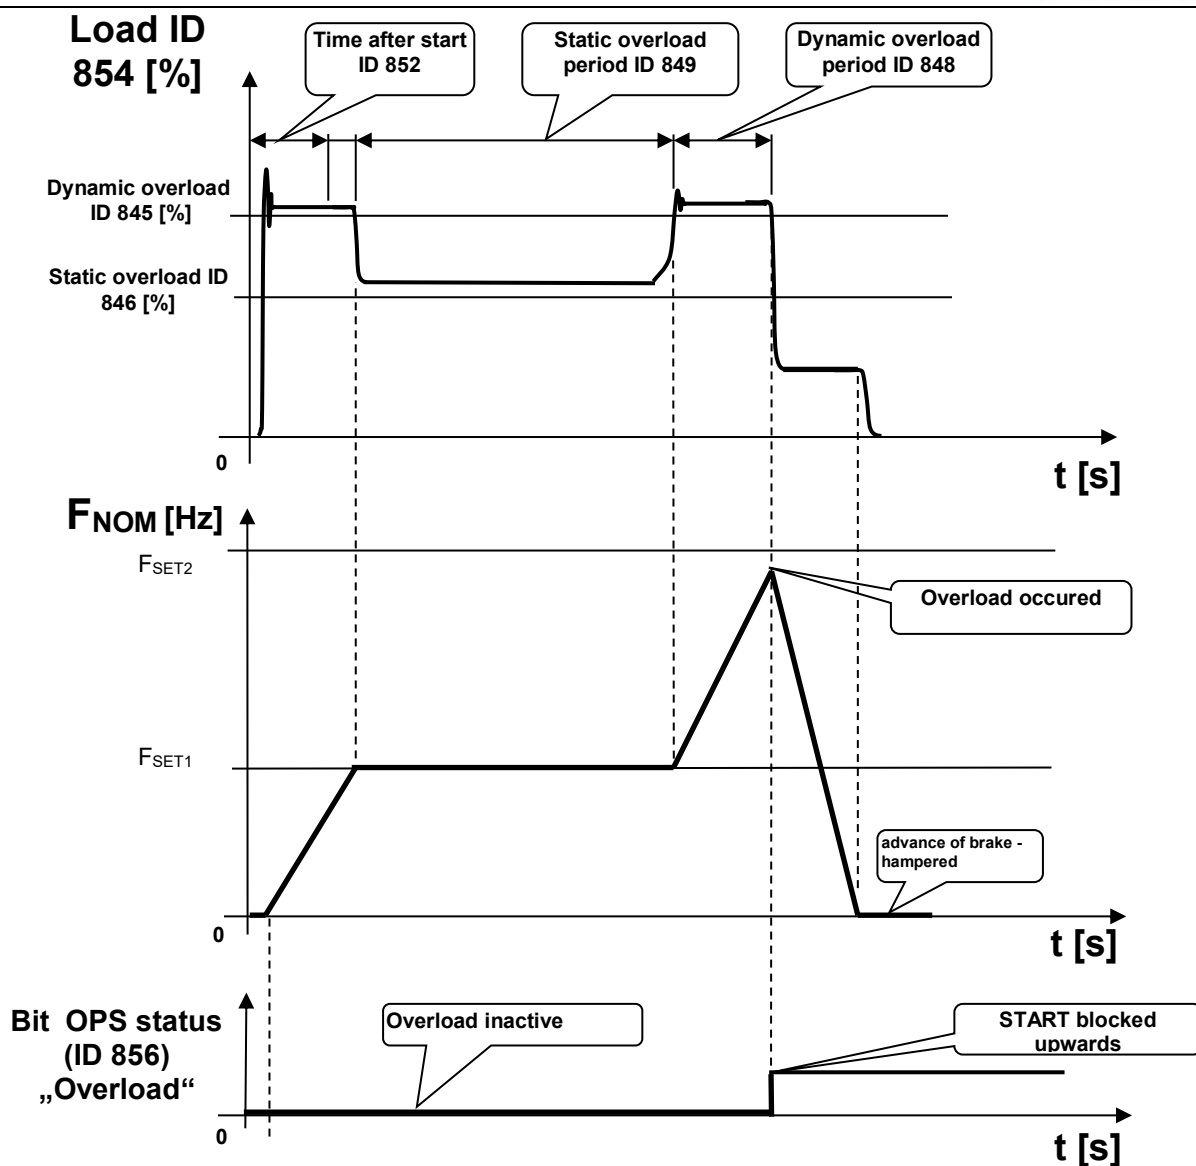 Load ID
854 [%]
Time after start
ID 852
Static overload
period ID 849
Dynamic overload
period ID 848
Dynamic overload
ID 845 [%]
Static overload ID
846 [%]
0
t [s]
FNOM [Hz]
FSET2
Overload occured
FSET1
advance of brake -
hampered
0
t [s]
Bit OPS status
(ID 856)
„Overload“
Overload inactive
START blocked
upwards
0
t [s]